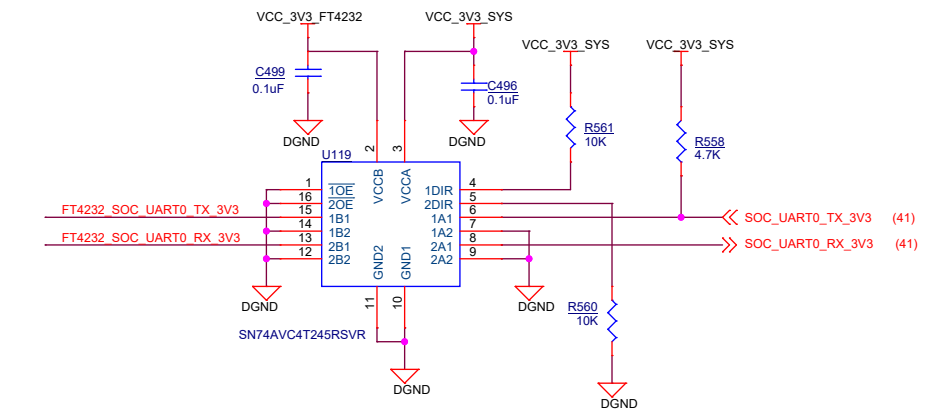 VCC_3V3_FT4232
VCC_3V3_SYS
VCC_3V3_SYS
VCC_3V3_SYS
C499
0.1uF
C496
0.1uF
R561
10K
R558
4.7K
DGND
DGND
2
3
U119
VCCB
VCCA
1
16
15
14
13
12
1OE
2OE
1B1
1B2
2B1
2B2
1DIR
2DIR
1A1
1A2
2A1
2A2
4
5
6
7
8
9
GND2
GND1
11
10
FT4232_SOC_UART0_TX_3V3
FT4232_SOC_UART0_RX_3V3
SOC_UART0_TX_3V3 (41)
SOC_UART0_RX_3V3 (41)
DGND
DGND
R560
10K
SN74AVC4T245RSVR
DGND
DGND